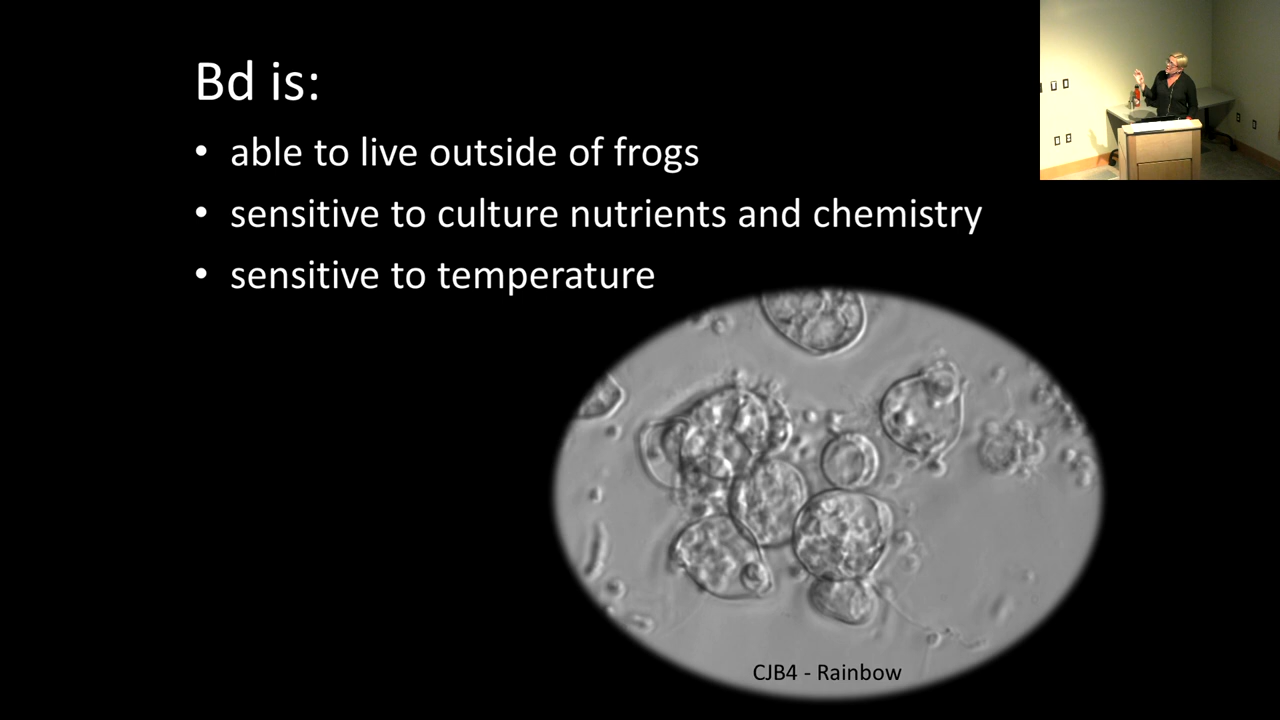 Bd is:
• able to live outside of frogs
• sensitive to culture nutrients and chemistry
• sensitive to temperature
CJB4 - Rainbow